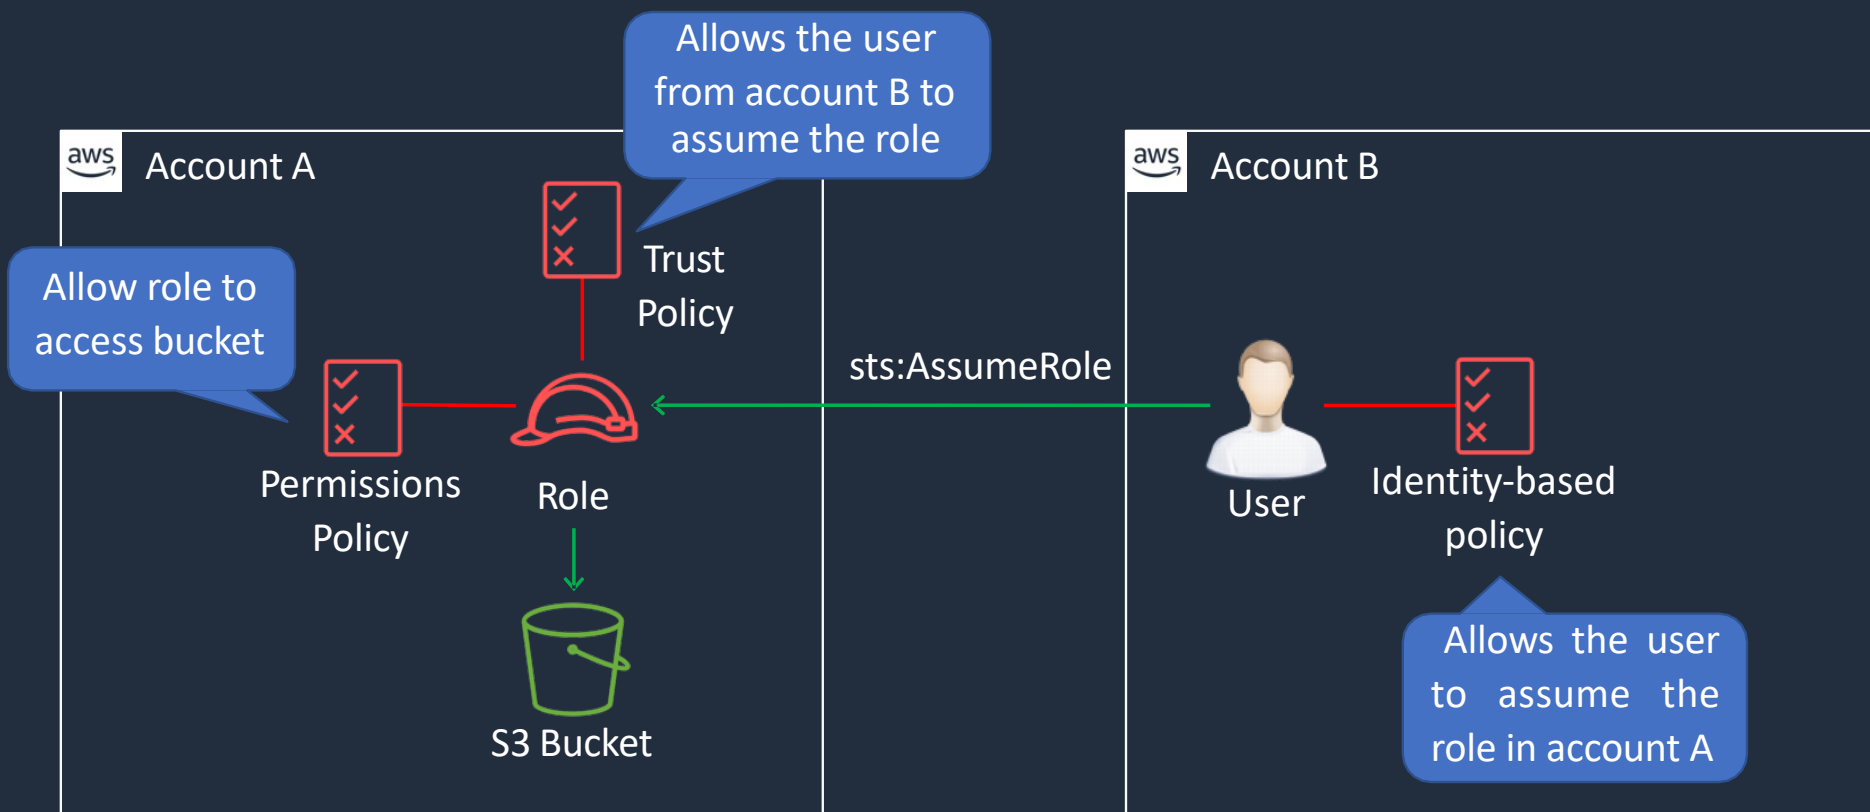 Allows the user
from account B to
assume the role
aws
Account A
aws
Account B
Allow role to
access bucket
Trust
Policy
sts:AssumeRole
Permissions
Policy
Role
User
Identity-based
policy
S3 Bucket
Allows the user
to assume the
role in account A